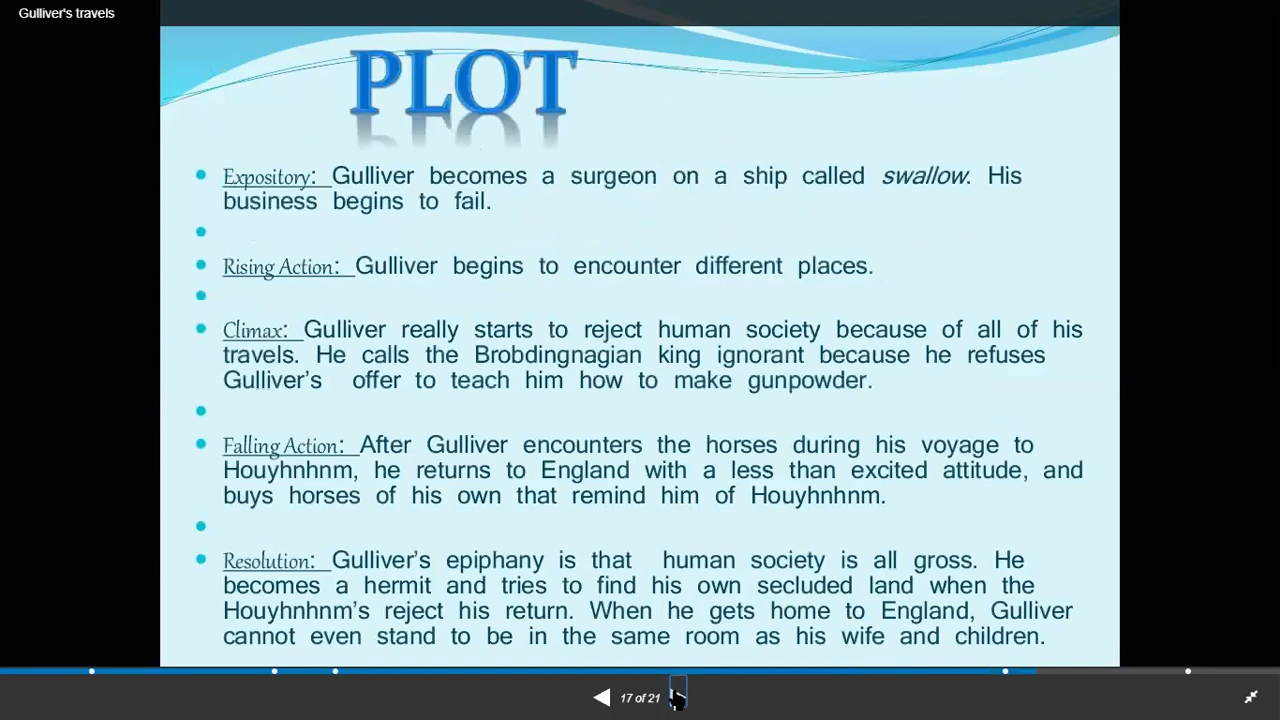 Gulliver's travels
PLOT
Expository: Gulliver becomes a surgeon on a ship called swallow. His
business begins to fail.
Rising Action: Gulliver begins to encounter different places.
Climax: Gulliver really starts to reject human society because of all of his
travels. He calls the Brobdingnagian king ignorant because he refuses
Gulliver’s offer to teach him how to make gunpowder.
Falling Action: After Gulliver encounters the horses during his voyage to
Houyhnhnm, he returns to England with a less than excited attitude, and
buys horses of his own that remind him of Houyhnhnm.
Resolution: Gulliver’s epiphany is that human society is all gross. He
becomes a hermit and tries to find his own secluded land when the
Houyhnhnm’s reject his return. When he gets home to England, Gulliver
cannot even stand to be in the same room as his wife and children.
17 of 21